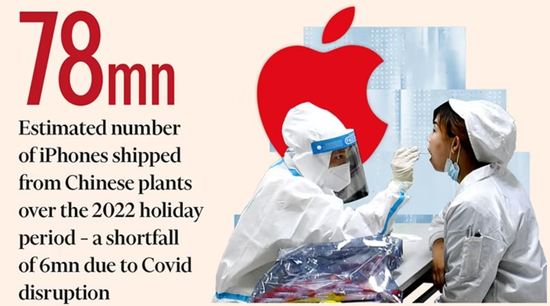 78mn
Estimated number
of iPhones shipped
from Chinese plants
over the 2022 holiday
period – a shortfall
of 6mn due to Covid
disruption